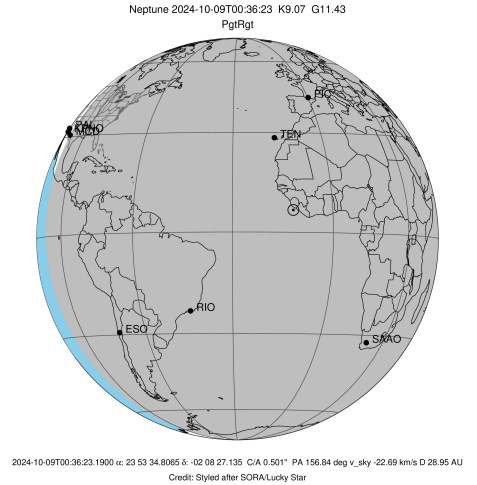 Neptune 2024-10-09T00:36:23 K9.07 G11.43
PgtRgt
PIC
TEN
RIO
ESO
SAAO
2024-10-09T00:36:23.1900 α: 23 53 34.8065 δ: -02 08 27.135 C/A 0.501" PA 156.84 deg v_sky -22.69 km/s D 28.95 AU
Credit: Styled after SORA/Lucky Star